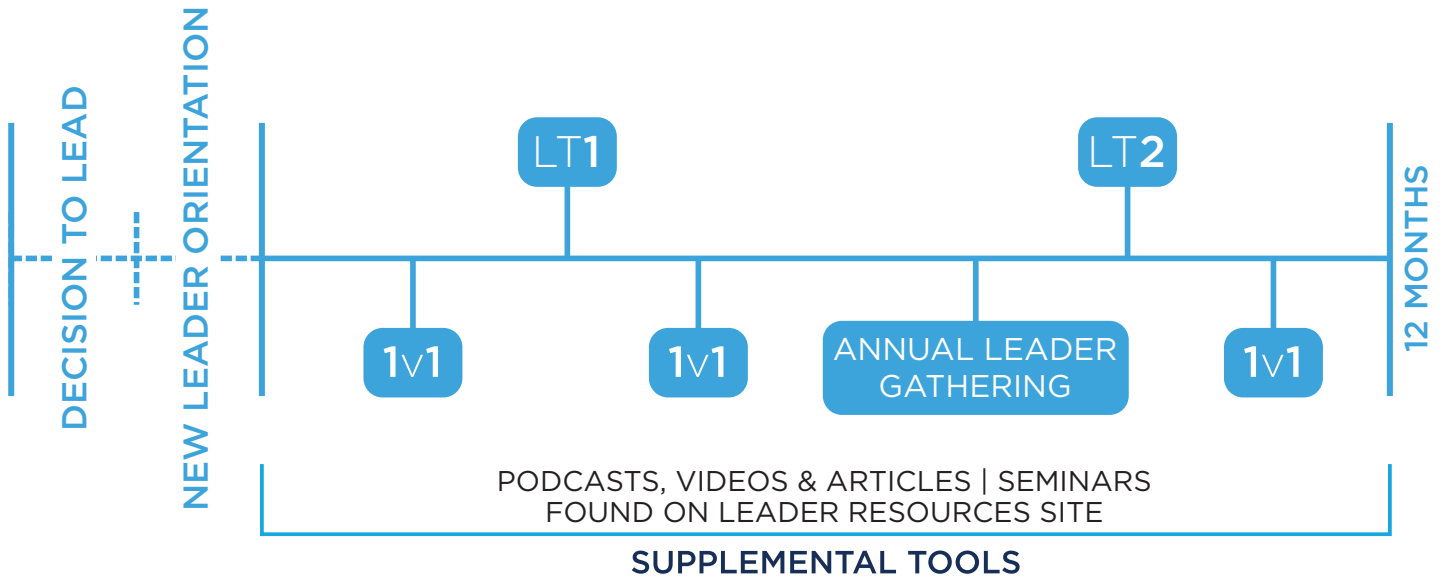 DECISION TO LEAD
NEW LEADER ORIENTATION
LT1
LT2
1V1
1V1
ANNUAL LEADER
GATHERING
1V1
12 MONTHS
PODCASTS, VIDEOS & ARTICLES | SEMINARS
FOUND ON LEADER RESOURCES SITE
SUPPLEMENTAL TOOLS